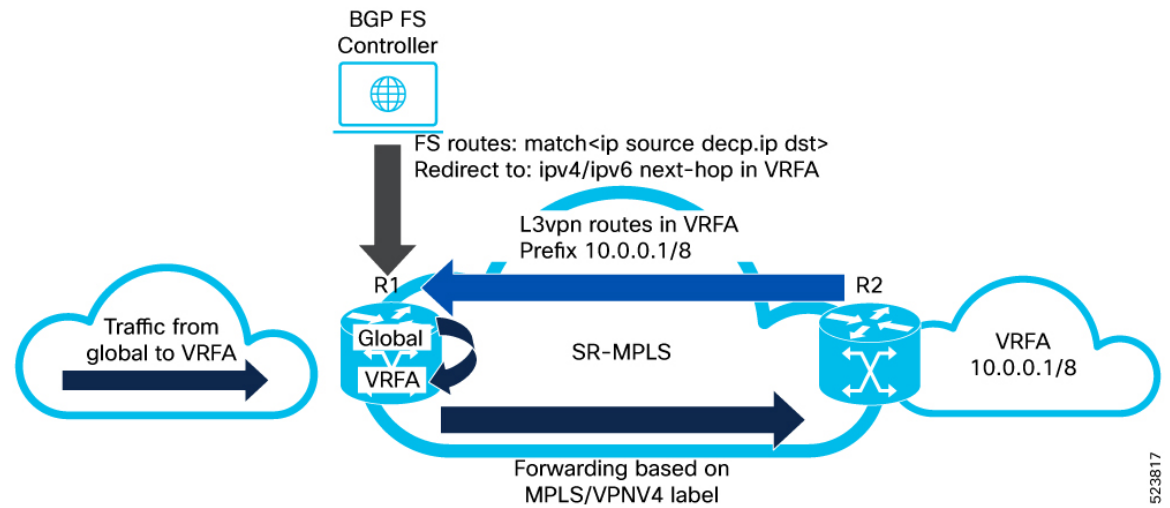 BGP FS
Controller
FS routes: match<ip source decp.ip dst>
Redirect to: ipv4/ipv6 next-hop in VRFA
L3vpn routes in VRFA
Prefix 10.0.0.1/8
R1
R2
Traffic from
global to VRFA
Global
VRFA
SR-MPLS
VRFA
10.0.0.1/8
Forwarding based on
MPLS/VPNV4 label
523817